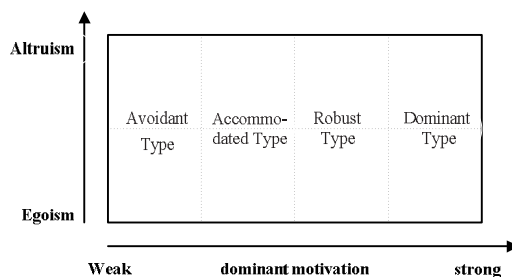 Altruism
Avoidant
Type
Accommo-
dated Type
Robust
Type
Dominant
Type
Egoism
Weak
dominant motivation
strong